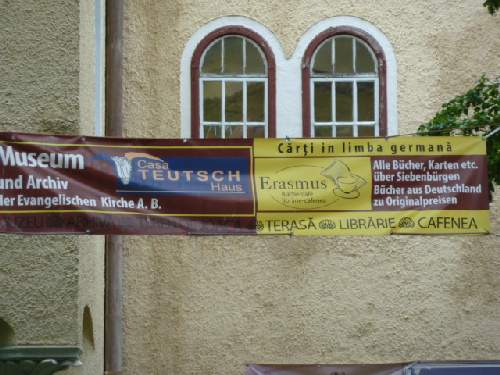 Museum
und Archiv
der Evangelischen Kirche A. B.
Casa
TEUTSCH
Haus
Cărți in limba germană
Erasmus
Alle Bücher, Karten etc.
über Siebenbürgen
Bücher aus Deutschland
zu Originalpreisen
TERASĂ LIBRĂRIE CAFENEA